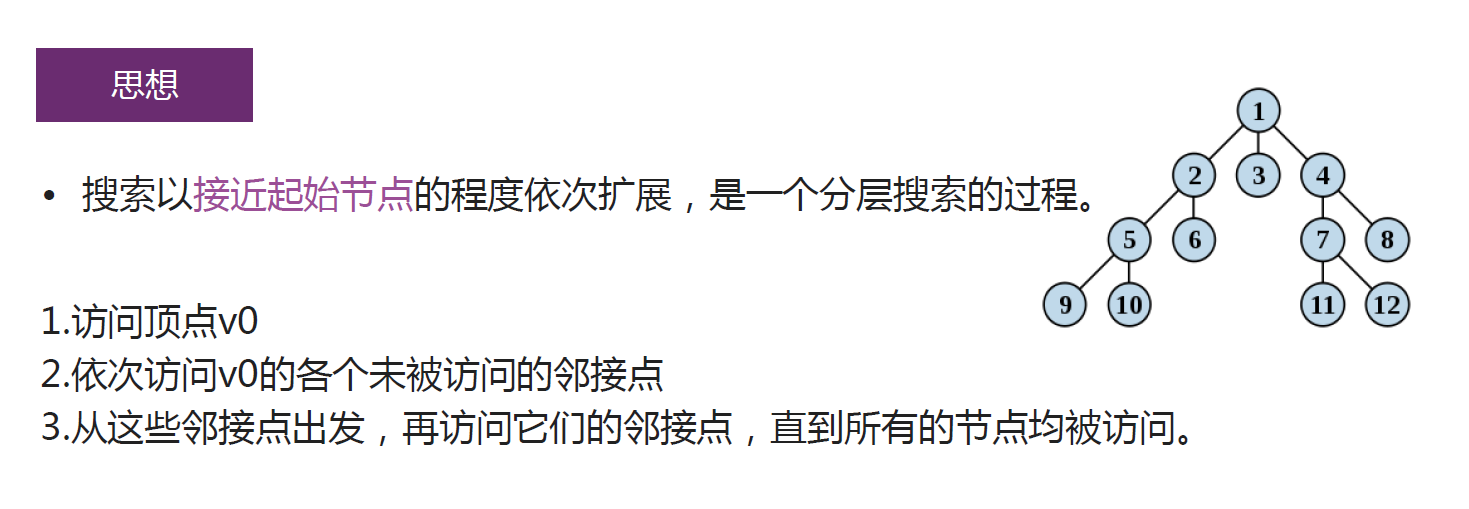 思想
• 搜索以接近起始节点的程度依次扩展，是一个分层搜索的过程。
1.访问顶点v0
2.依次访问v0的各个未被访问的邻接点
3.从这些邻接点出发，再访问它们的邻接点，直到所有的节点均被访问。
1
2 3 4
5 6 7 8
9 10 11 12